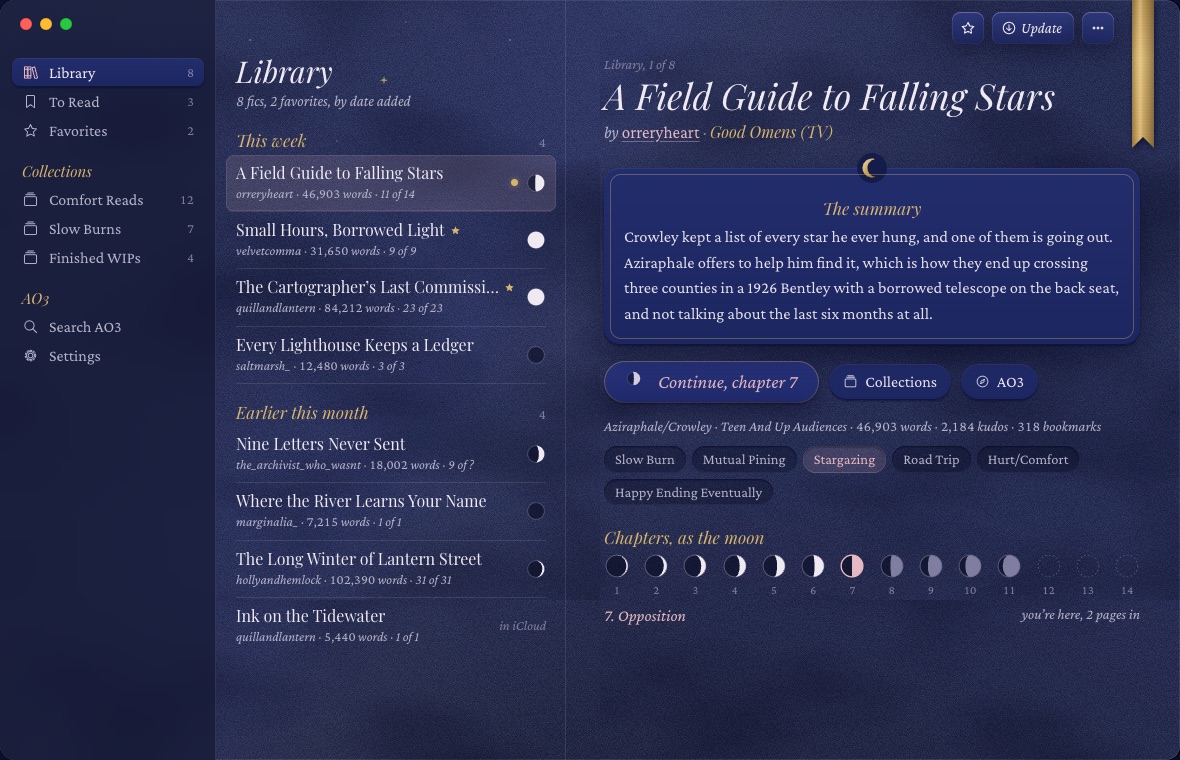 Library 8
To Read 3
Favorites 2
Collections
Comfort Reads 12
Slow Burns 7
Finished WIPs 4
AO3
Search AO3
Settings
Library
8 fics, 2 favorites, by date added
This week 4
A Field Guide to Falling Stars
orreryheart · 46,903 words · 11 of 14
Small Hours, Borrowed Light
velvetcomma · 31,650 words · 9 of 9
The Cartographer’s Last Commissi…
quillandlantern · 84,212 words · 23 of 23
Every Lighthouse Keeps a Ledger
saltmarsh_ · 12,480 words · 3 of 3
Earlier this month 4
Nine Letters Never Sent
the_archivist_who_wasnt · 18,002 words · 9 of ?
Where the River Learns Your Name
marginalia_ · 7,215 words · 1 of 1
The Long Winter of Lantern Street
hollyandhemlock · 102,390 words · 31 of 31
Ink on the Tidewater
quillandlantern · 5,440 words · 1 of 1
in iCloud
Update
Library, 1 of 8
A Field Guide to Falling Stars
by orreryheart · Good Omens (TV)
The summary
Crowley kept a list of every star he ever hung, and one of them is going out.
Aziraphale offers to help him find it, which is how they end up crossing
three counties in a 1926 Bentley with a borrowed telescope on the back seat,
and not talking about the last six months at all.
Continue, chapter 7
Collections
AO3
Aziraphale/Crowley · Teen And Up Audiences · 46,903 words · 2,184 kudos · 318 bookmarks
Slow Burn Mutual Pining Stargazing Road Trip Hurt/Comfort
Happy Ending Eventually
Chapters, as the moon
1 2 3 4 5 6 7 8 9 10 11 12 13 14
7. Opposition you’re here, 2 pages in